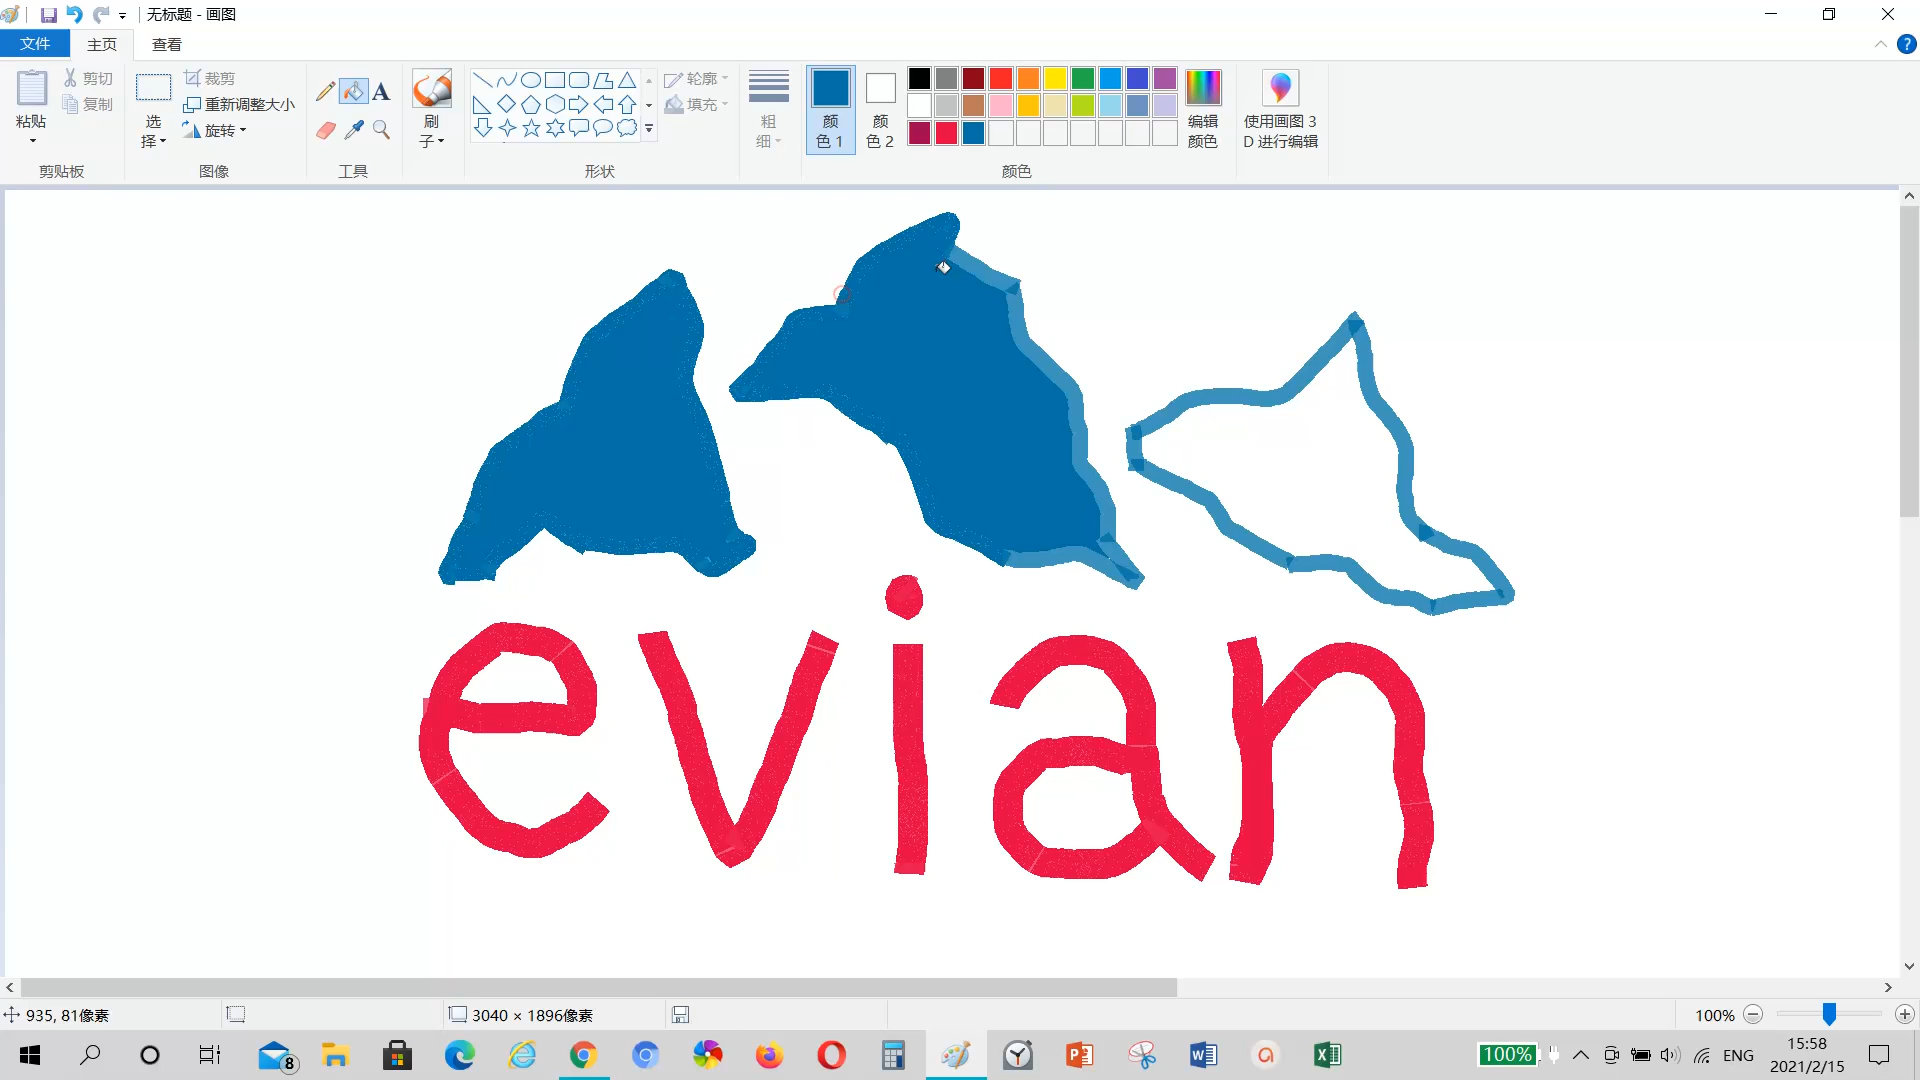 无标题 - 画图
文件 主页 查看
粘贴
剪切
复制
剪贴板
选择
裁剪
重新调整大小
旋转
图像
工具
刷子
形状
轮廓
填充
粗细
颜色 1
颜色 2
颜色
编辑颜色
使用画图 3D 进行编辑
evian
935, 81像素
3040 × 1896像素
100%
8
100%
ENG
15:58
2021/2/15